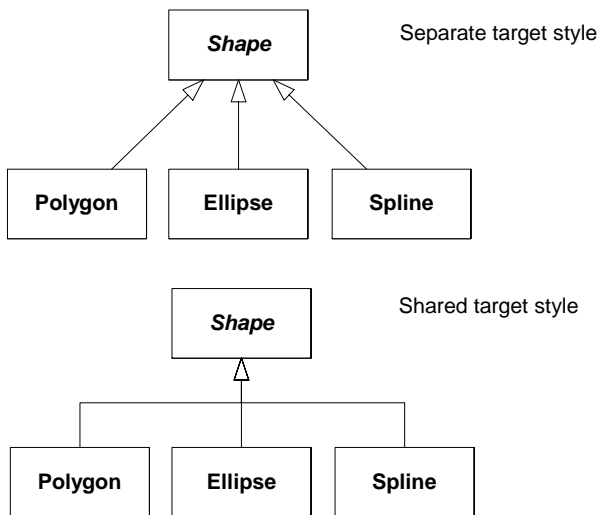 Shape
Separate target style
Polygon
Ellipse
Spline
Shape
Shared target style
Polygon
Ellipse
Spline